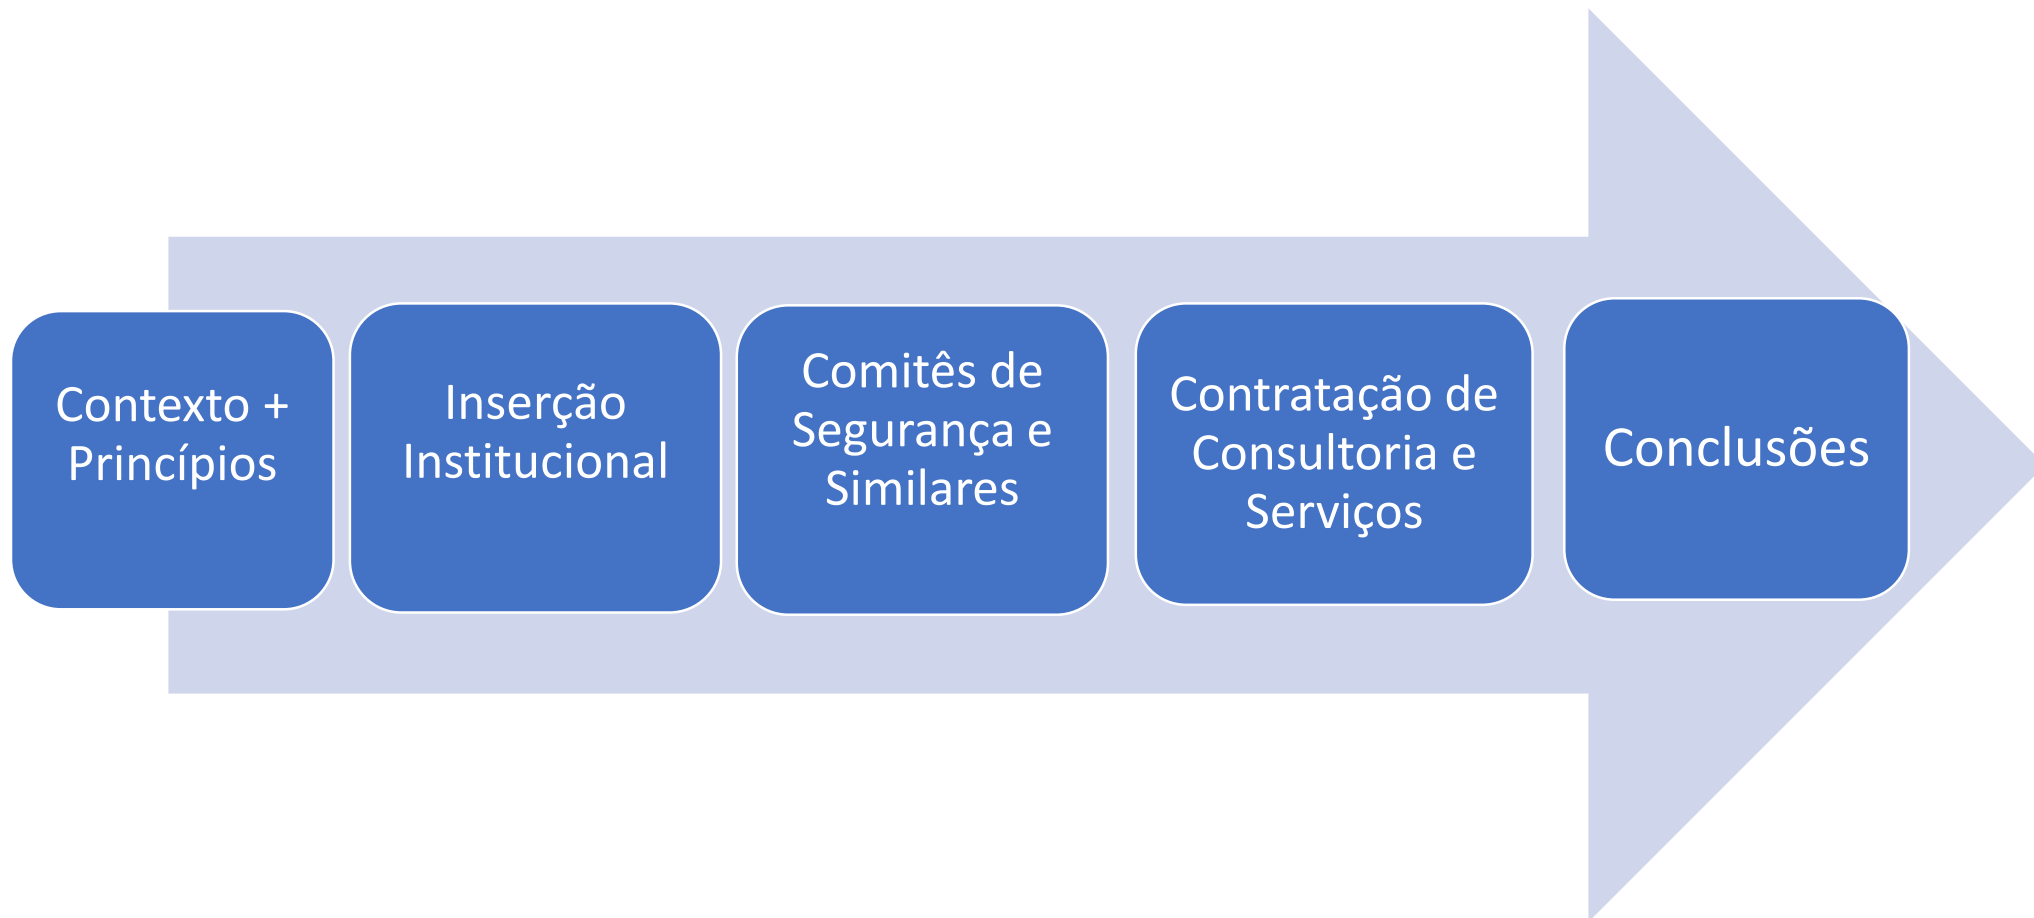 Contexto +
Princípios
Inserção
Institucional
Comitês de
Segurança e
Similares
Contratação de
Consultoria e
Serviços
Conclusões